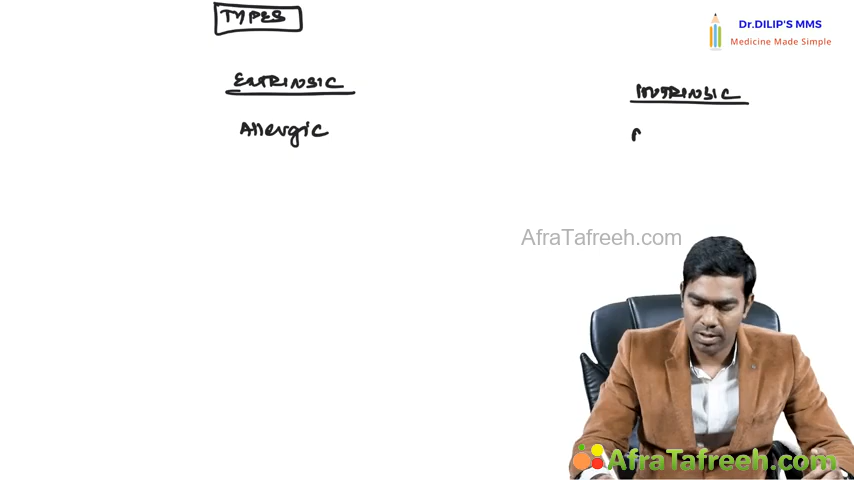 TYPES
Dr.DILIP'S MMS
Medicine Made Simple
EXTRINSIC
INTRINSIC
Allergic
AfraTafreeh.com
AfraTafreeh.com